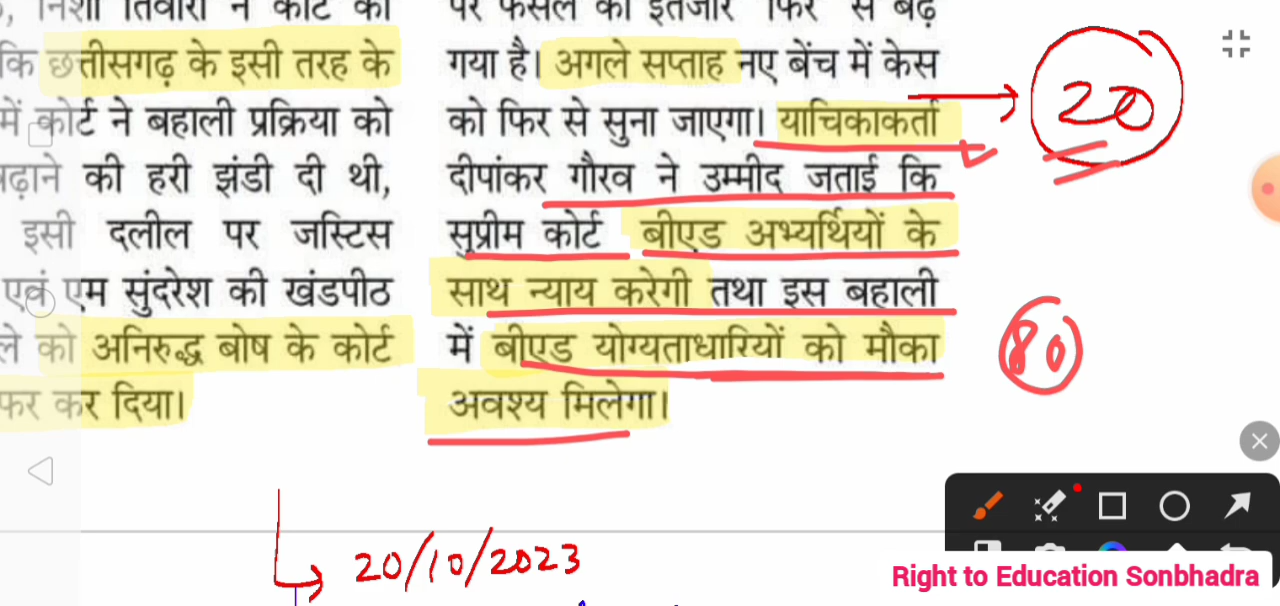 निशा तिवारी ने कोर्ट को
कि छत्तीसगढ़ के इसी तरह के
में कोर्ट ने बहाली प्रक्रिया को
बढ़ाने की हरी झंडी दी थी,
इसी दलील पर जस्टिस
एवं एम सुंदरेश की खंडपीठ
ले को अनिरुद्ध बोष के कोर्ट
फर कर दिया।
पर फैसले का इंतजार फिर से बढ़
गया है। अगले सप्ताह नए बेंच में केस
को फिर से सुना जाएगा। याचिकाकर्ता
दीपांकर गौरव ने उम्मीद जताई कि
सुप्रीम कोर्ट बीएड अभ्यर्थियों के
साथ न्याय करेगी तथा इस बहाली
में बीएड योग्यताधारियों को मौका
अवश्य मिलेगा।
20
80
20/10/2023
Right to Education Sonbhadra